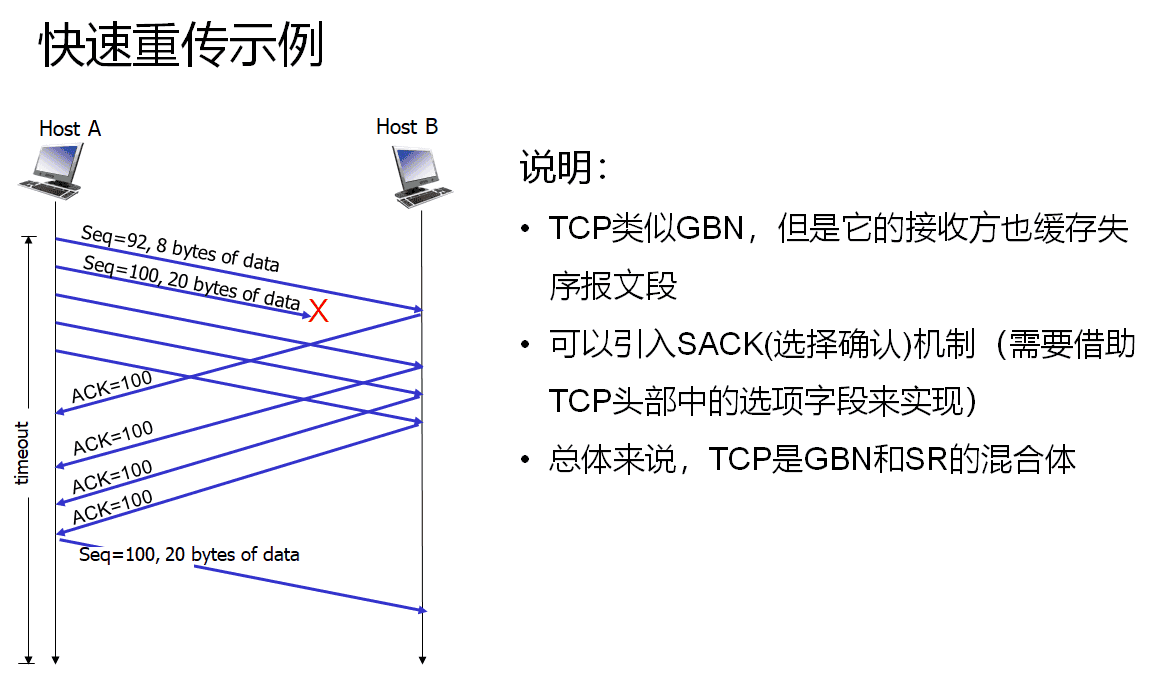 快速重传示例
Host A
Host B
Seq=92, 8 bytes of data
Seq=100, 20 bytes of data
X
ACK=100
ACK=100
ACK=100
ACK=100
timeout
Seq=100, 20 bytes of data
说明：
• TCP类似GBN，但是它的接收方也缓存失
序报文段
• 可以引入SACK(选择确认)机制（需要借助
TCP头部中的选项字段来实现）
• 总体来说，TCP是GBN和SR的混合体